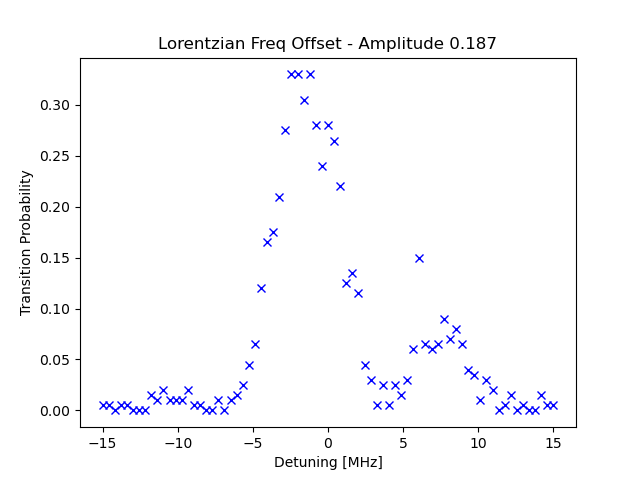 Lorentzian Freq Offset - Amplitude 0.187
Transition Probability
0.30
0.25
0.20
0.15
0.10
0.05
0.00
−15 −10 −5 0 5 10 15
Detuning [MHz]